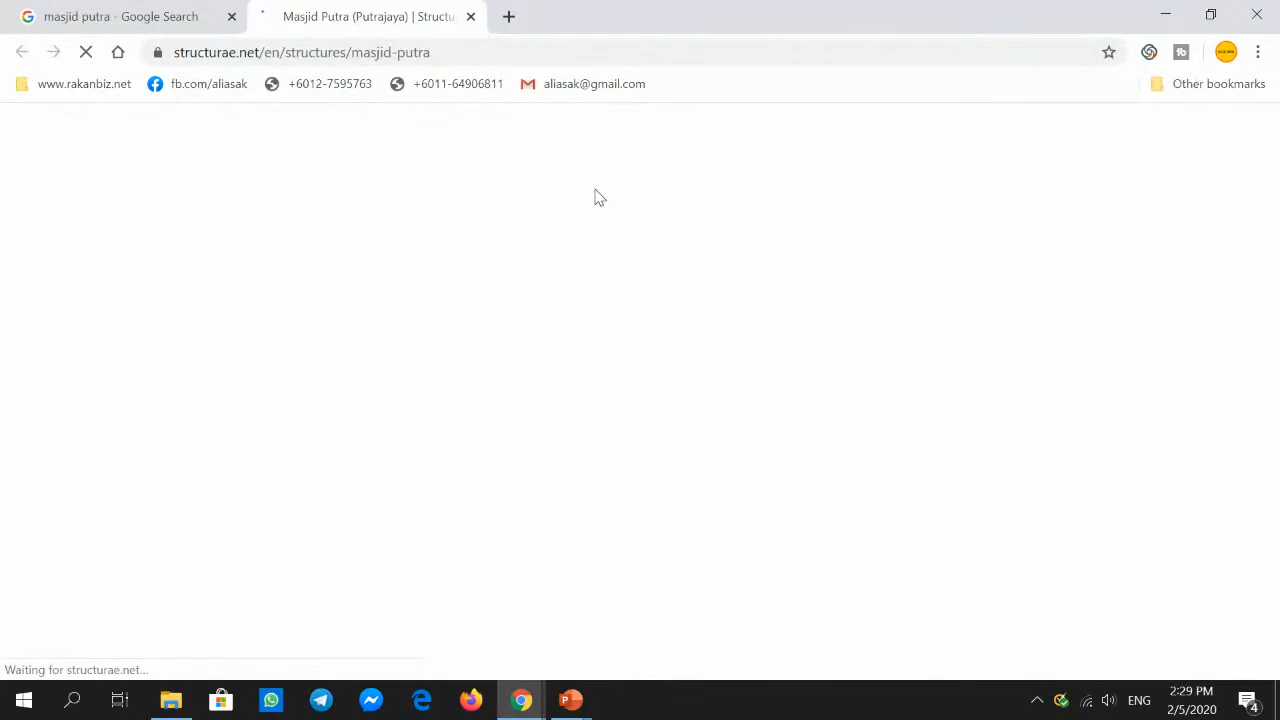 masjid putra - Google Search
Masjid Putra (Putrajaya) | Structu
structurae.net/en/structures/masjid-putra
www.rakanbiz.net
fb.com/aliasak
+6012-7595763
+6011-64906811
aliasak@gmail.com
Other bookmarks
Waiting for structurae.net...
ENG
2:29 PM
2/5/2020
4